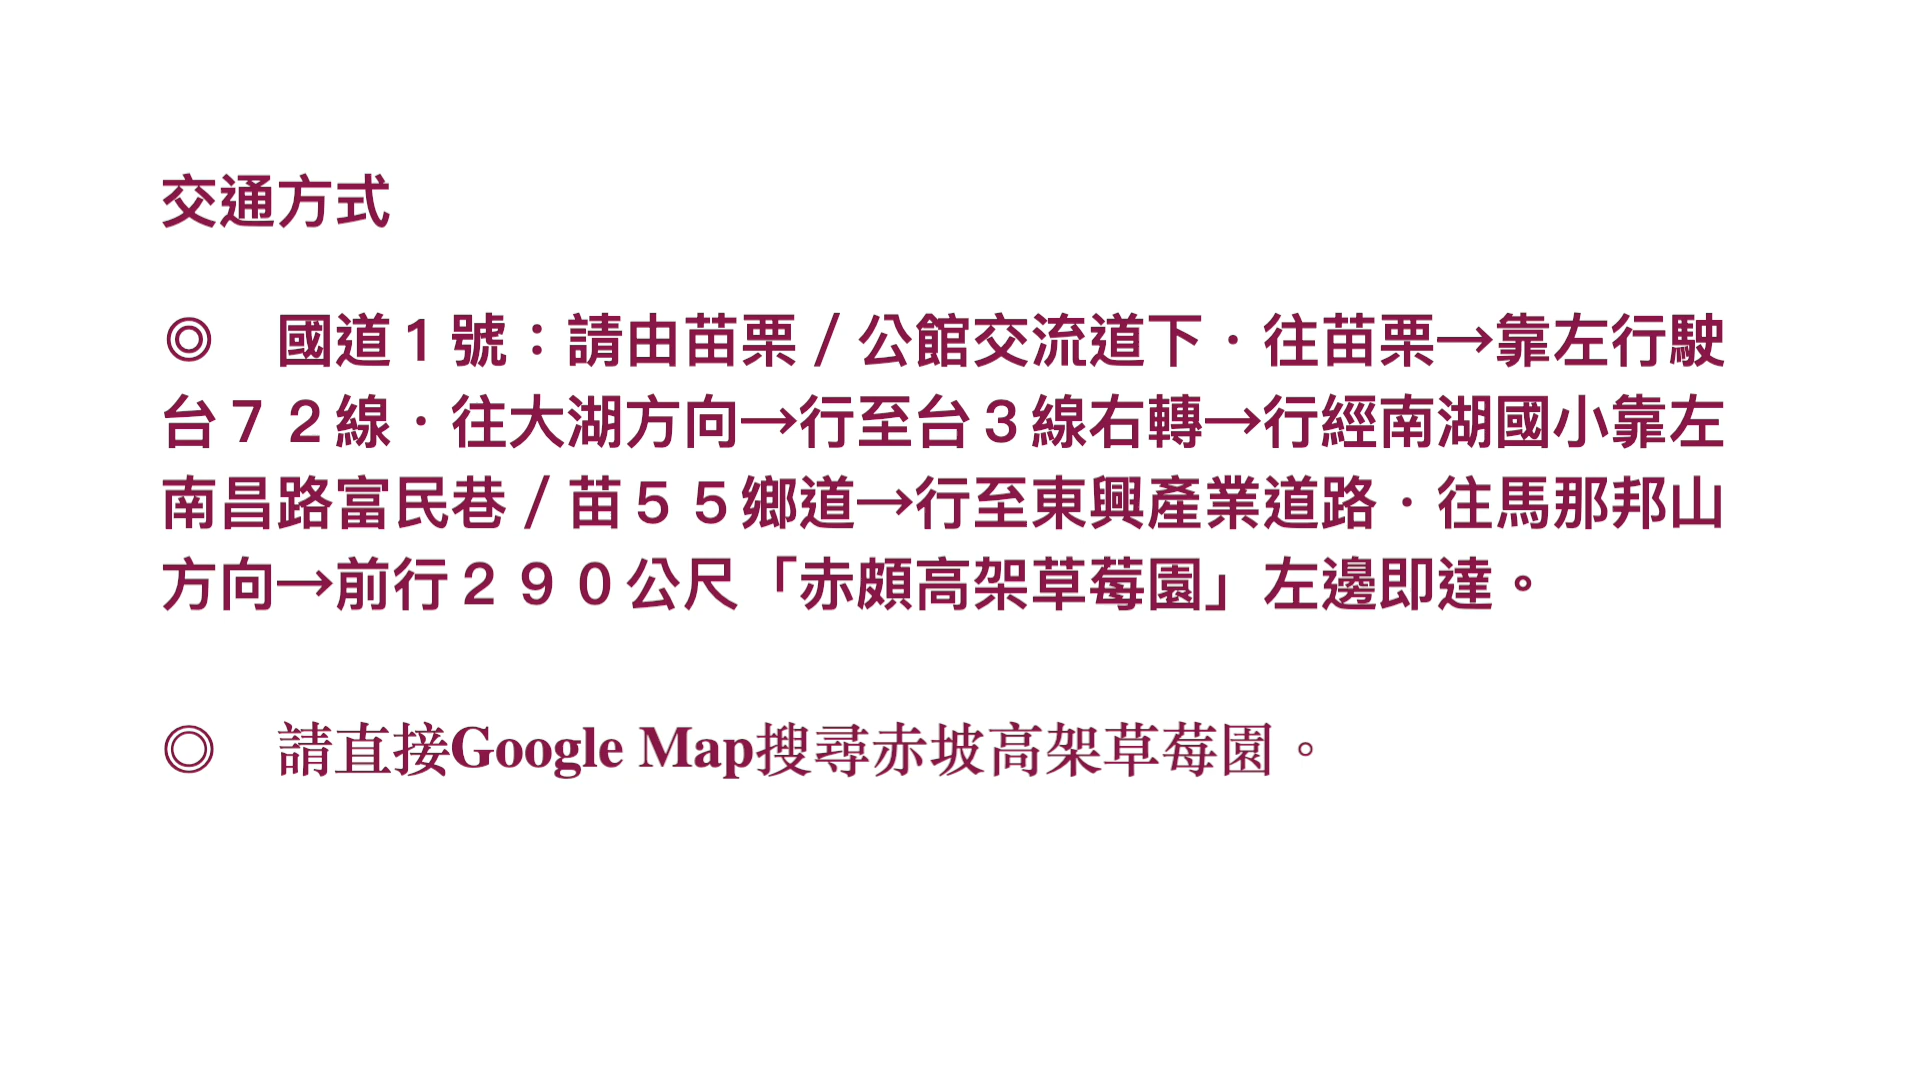 交通方式
◎　國道１號：請由苗栗／公館交流道下．往苗栗→靠左行駛
台７２線．往大湖方向→行至台３線右轉→行經南湖國小靠左
南昌路富民巷／苗５５鄉道→行至東興產業道路．往馬那邦山
方向→前行２９０公尺「赤頗高架草莓園」左邊即達。
◎　請直接Google Map搜尋赤坡高架草莓園。